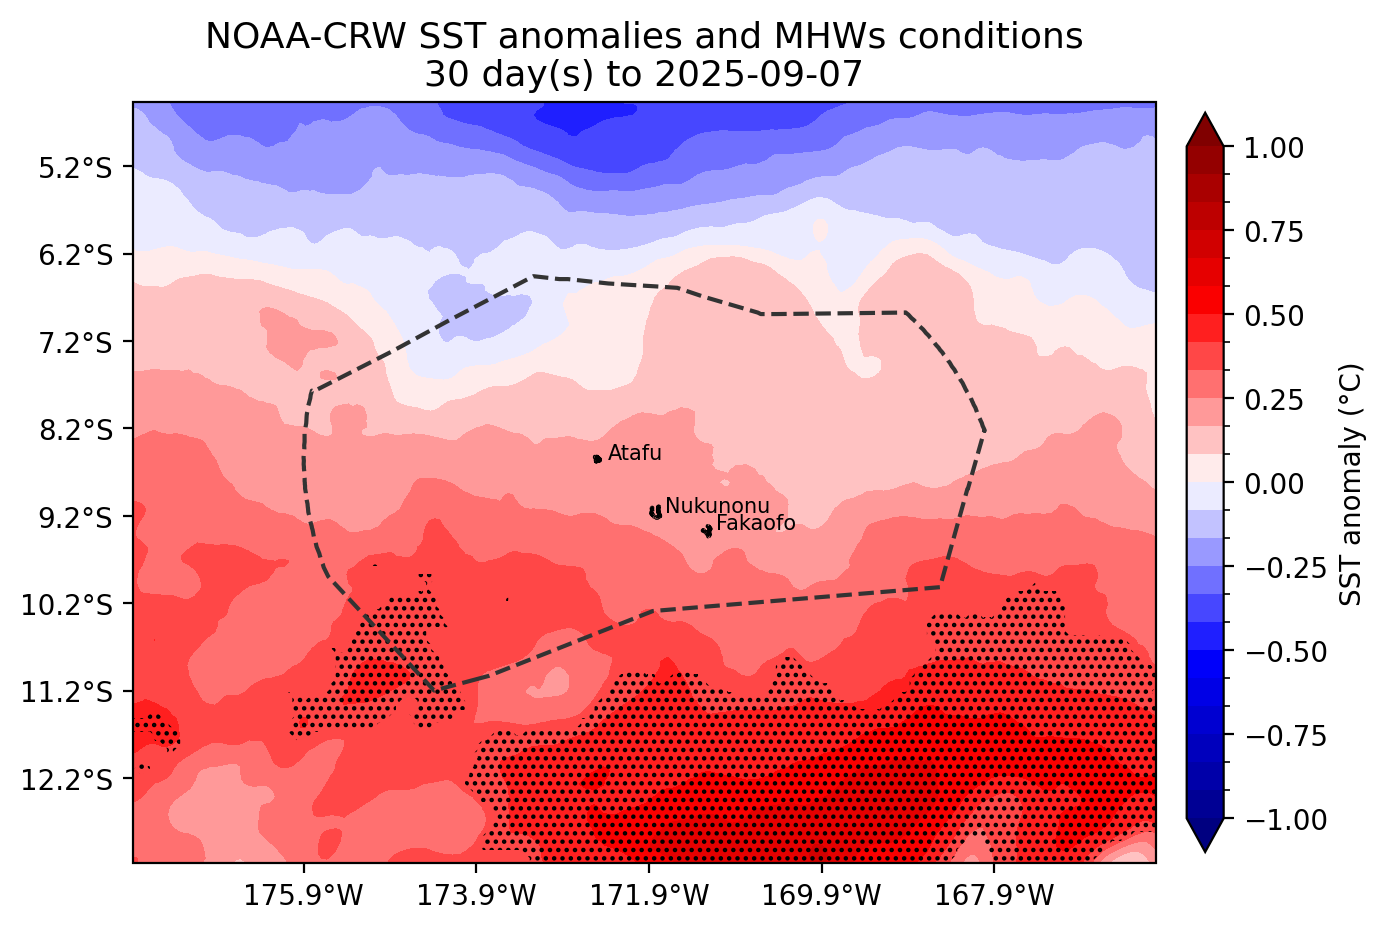 NOAA-CRW SST anomalies and MHWs conditions
30 day(s) to 2025-09-07
5.2°S
6.2°S
7.2°S
8.2°S
9.2°S
10.2°S
11.2°S
12.2°S
Atafu
Nukunonu
Fakaofo
175.9°W
173.9°W
171.9°W
169.9°W
167.9°W
1.00
0.75
0.50
0.25
0.00
−0.25
−0.50
−0.75
−1.00
SST anomaly (°C)